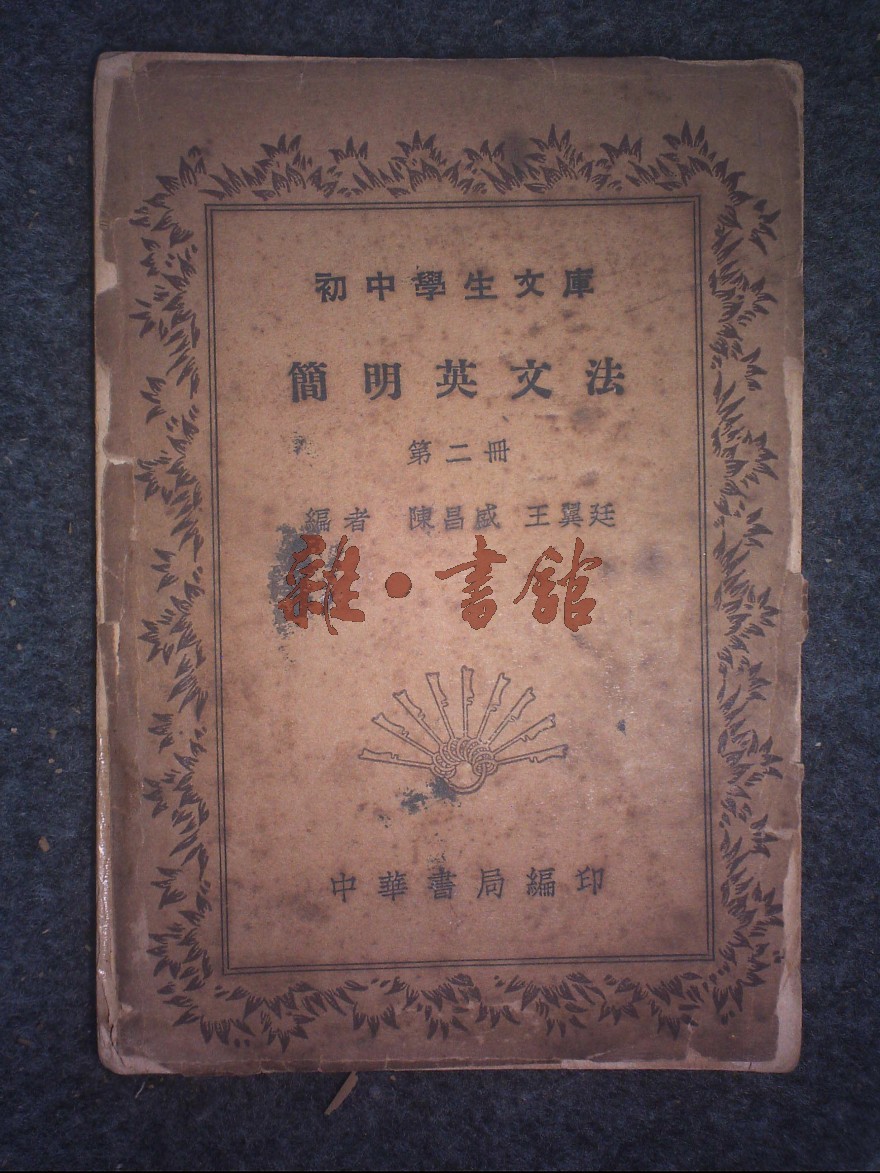 初中學生文庫
簡明英文法
第二冊
編者 陳昌盛 王翼廷
雜·書館
中華書局編印